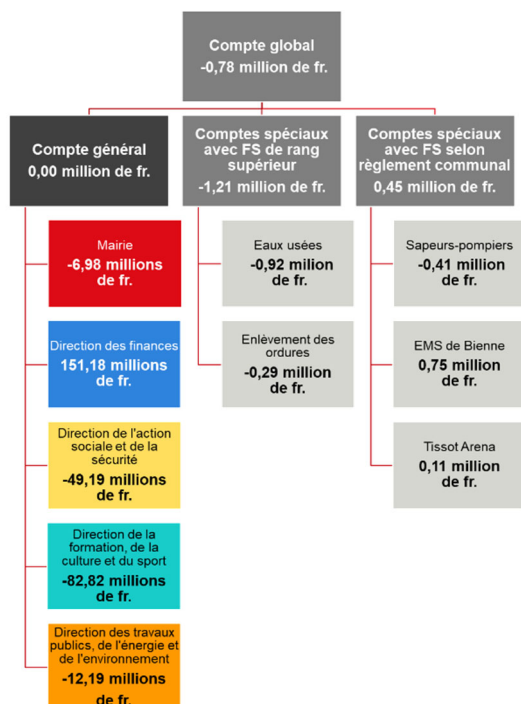 Compte global
-0,78 million de fr.
Compte général
0,00 million de fr.
Comptes spéciaux
avec FS de rang
supérieur
-1,21 million de fr.
Comptes spéciaux
avec FS selon
règlement communal
0,45 million de fr.
Mairie
-6,98 millions
de fr.
Direction des finances
151,18 millions
de fr.
Direction de l'action
sociale et de la
sécurité
-49,19 millions
de fr.
Direction de la
formation, de la
culture et du sport
-82,82 millions
de fr.
Direction des travaux
publics, de l'énergie et
de l'environnement
-12,19 millions
de fr.
Eaux usées
-0,92 milion
de fr.
Enlèvement des
ordures
-0,29 million
de fr.
Sapeurs-pompiers
-0,41 million
de fr.
EMS de Bienne
0,75 million
de fr.
Tissot Arena
0,11 million
de fr.